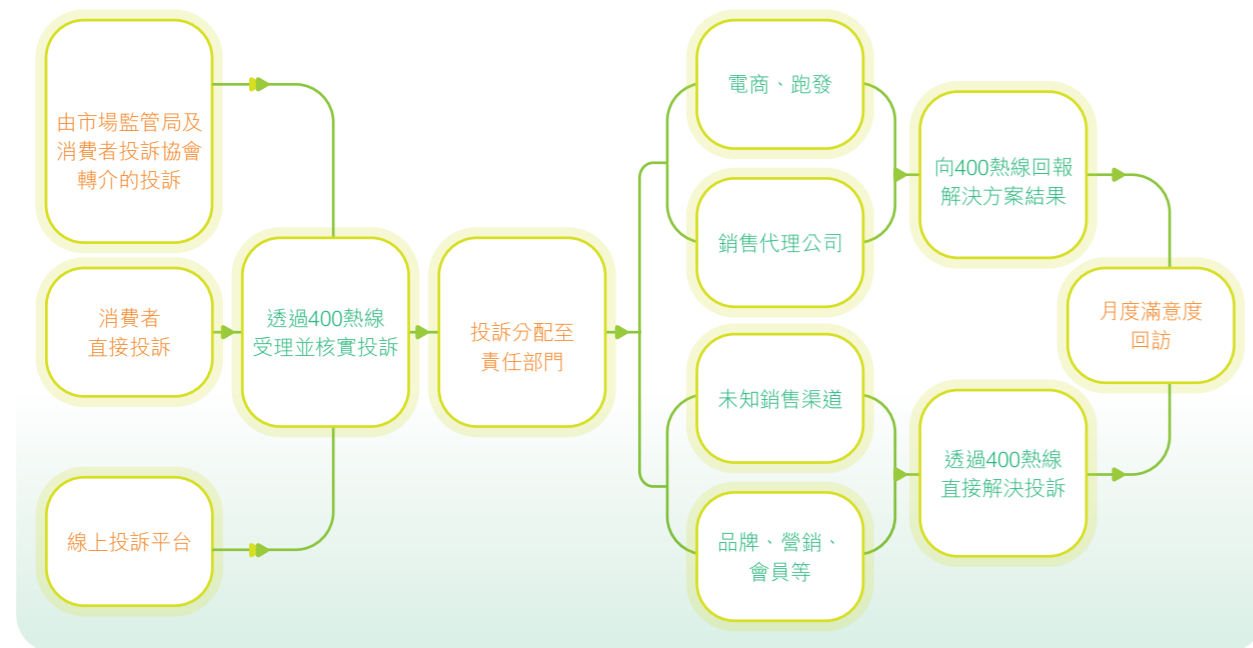 由市場監管局及
消費者投訴協會
轉介的投訴
消費者
直接投訴
線上投訴平台
透過400熱線
受理並核實投訴
投訴分配至
責任部門
電商、跑發
銷售代理公司
未知銷售渠道
品牌、營銷、
會員等
向400熱線回報
解決方案結果
透過400熱線
直接解決投訴
月度滿意度
回訪